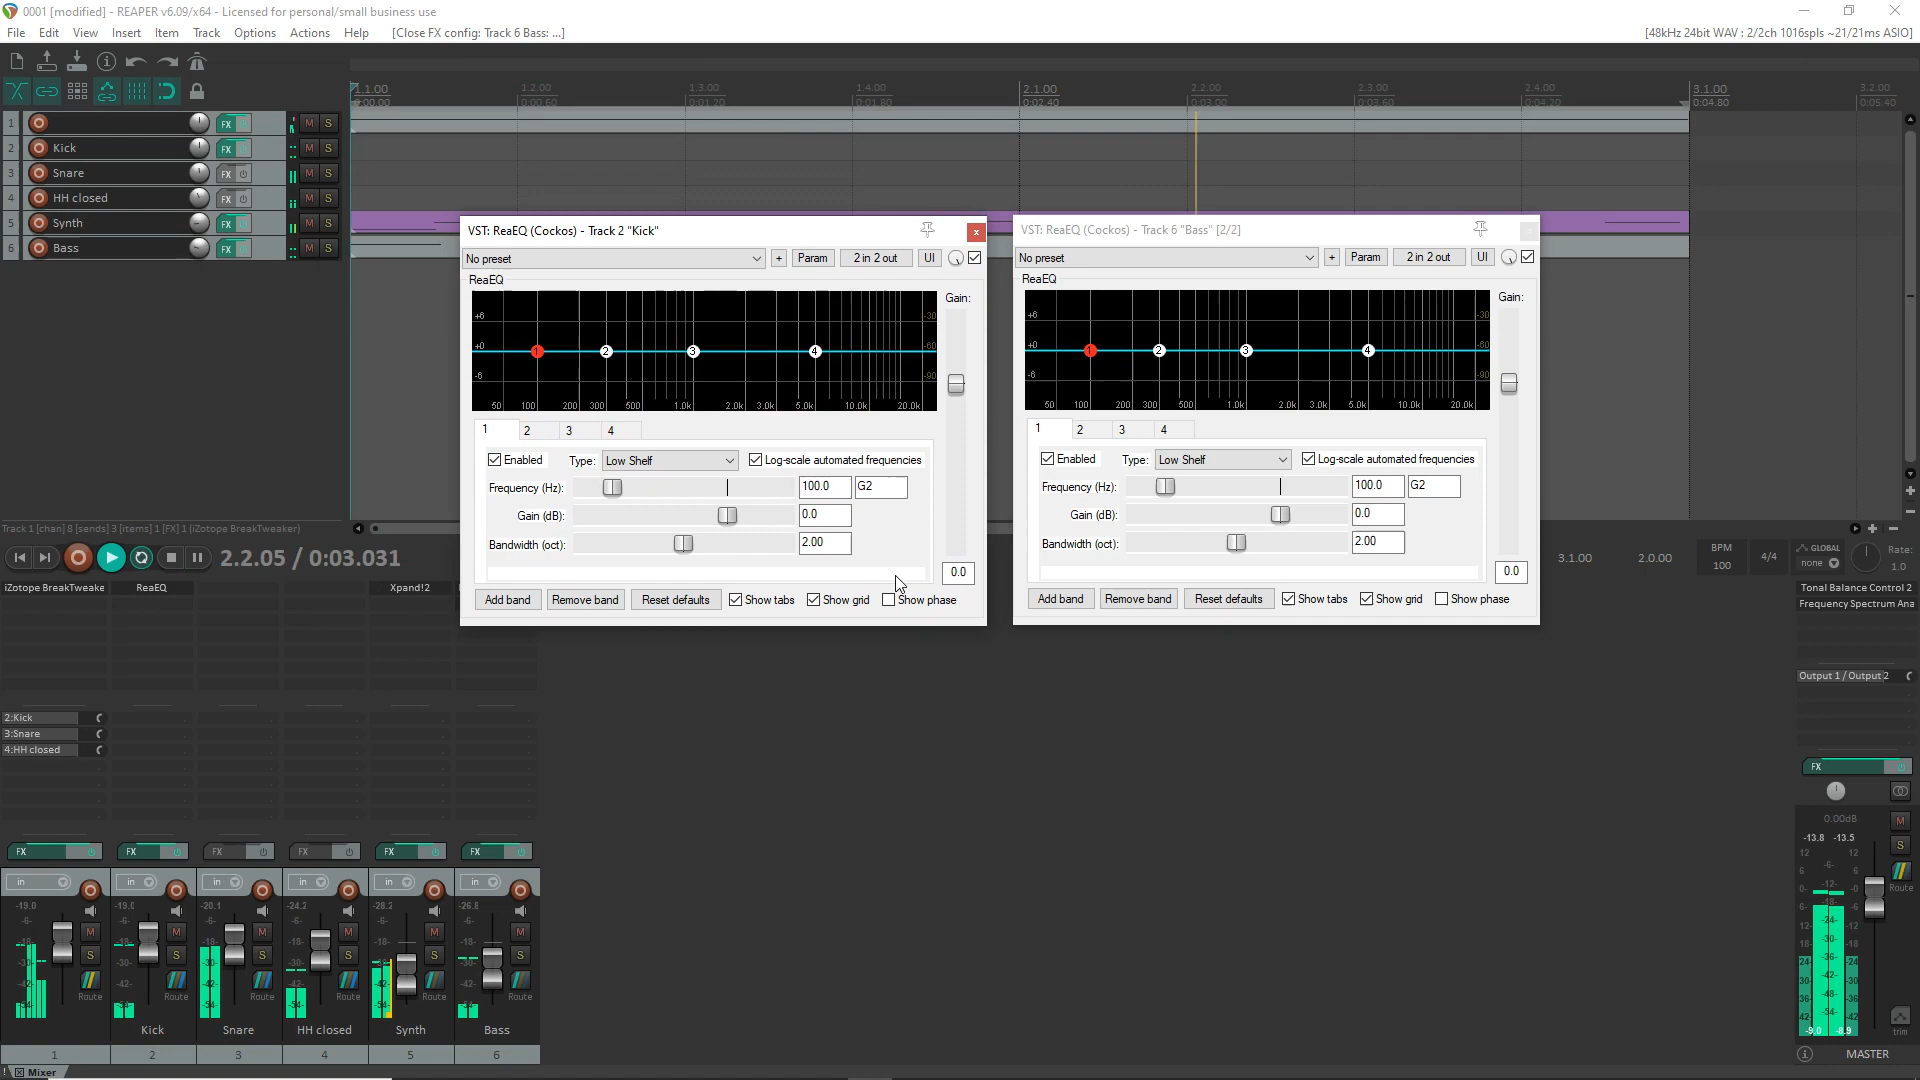 0001 [modified] - REAPER v6.09/x64 - Licensed for personal/small business use
File Edit View Insert Item Track Options Actions Help [Close FX config: Track 6 Bass: ...]
[48kHz 24bit WAV : 2/2ch 1016spls ~21/21ms ASIO]
1.1.00 1.2.00 1.3.00 1.4.00 2.1.00 2.2.00 2.3.00 2.4.00 3.1.00 3.2.00
0:00.00 0:00.60 0:01.20 0:01.80 0:02.40 0:03.00 0:03.60 0:04.20 0:04.80 0:05.40
1 FX M S
2 Kick FX M S
3 Snare FX M S
4 HH closed FX M S
5 Synth FX M S
6 Bass FX M S
VST: ReaEQ (Cockos) - Track 2 "Kick"
No preset + Param 2 in 2 out UI
ReaEQ
Gain:
+6 -30
+0 -60
-6 -90
1 2 3 4
50 100 200 300 500 1.0k 2.0k 3.0k 5.0k 10.0k 20.0k
1 2 3 4
Enabled Type: Low Shelf Log-scale automated frequencies
Frequency (Hz): 100.0 G2
Gain (dB): 0.0
Bandwidth (oct): 2.00
0.0
Add band Remove band Reset defaults Show tabs Show grid Show phase
VST: ReaEQ (Cockos) - Track 6 "Bass" [2/2]
No preset + Param 2 in 2 out UI
ReaEQ
Gain:
+6 -30
+0 -60
-6 -90
1 2 3 4
50 100 200 300 500 1.0k 2.0k 3.0k 5.0k 10.0k 20.0k
1 2 3 4
Enabled Type: Low Shelf Log-scale automated frequencies
Frequency (Hz): 100.0 G2
Gain (dB): 0.0
Bandwidth (oct): 2.00
0.0
Add band Remove band Reset defaults Show tabs Show grid Show phase
Track 1 [chan] 8 [sends] 3 [items] 1 [FX] 1 (iZotope BreakTweaker)
2.2.05 / 0:03.031
3.1.00 2.0.00
BPM
100
4/4
GLOBAL
none
Rate:
1.0
iZotope BreakTweake ReaEQ Xpand!2
Tonal Balance Control 2
Frequency Spectrum Ana
Output 1 / Output 2
2:Kick
3:Snare
4:HH closed
FX FX FX FX FX FX
in in in in in in
-19.0 -19.0 -20.1 -24.2 -28.2 -26.8
M M M M M M
S S S S S S
Route Route Route Route Route Route
Kick Snare HH closed Synth Bass
1 2 3 4 5 6
FX
0.00dB
-13.8 -13.5
M
S
Route
-9.0 -8.9
trim
MASTER
! Mixer